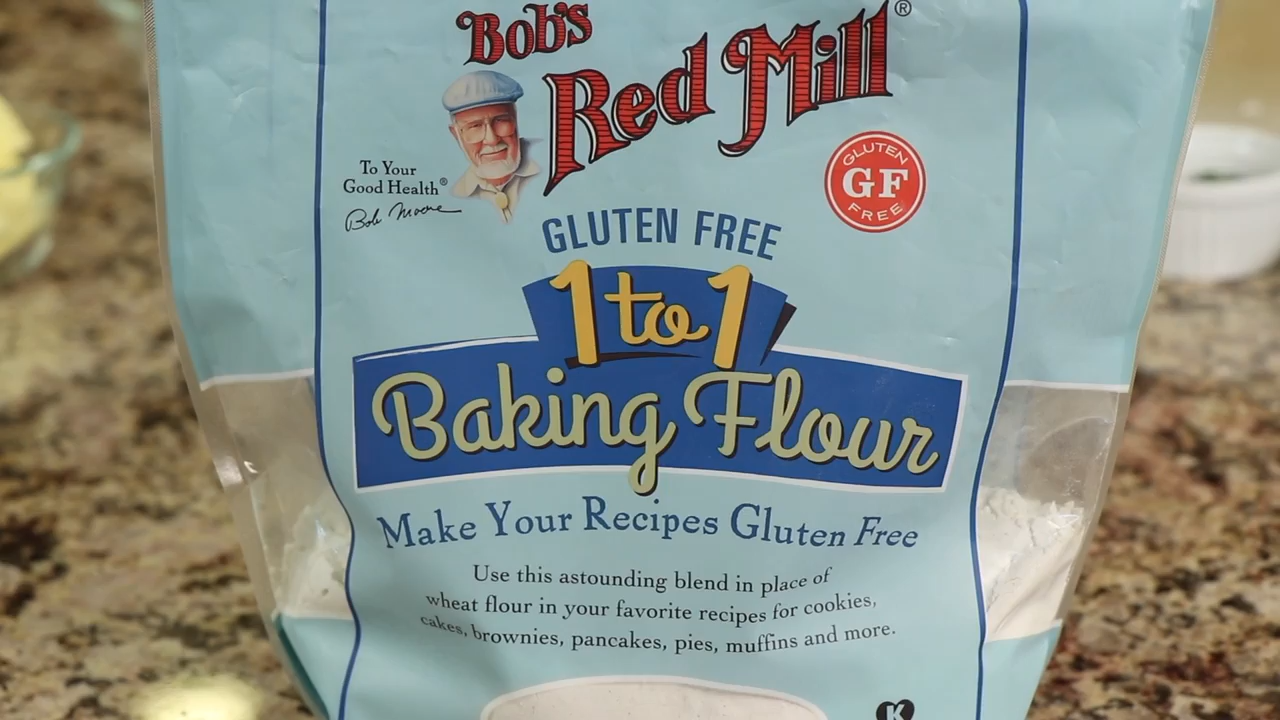 Bob's
Red Mill®
To Your
Good Health®
Bob Moore
GLUTEN
GF
FREE
GLUTEN FREE
1 to 1
Baking Flour
Make Your Recipes Gluten Free
Use this astounding blend in place of
wheat flour in your favorite recipes for cookies,
cakes, brownies, pancakes, pies, muffins and more.
K